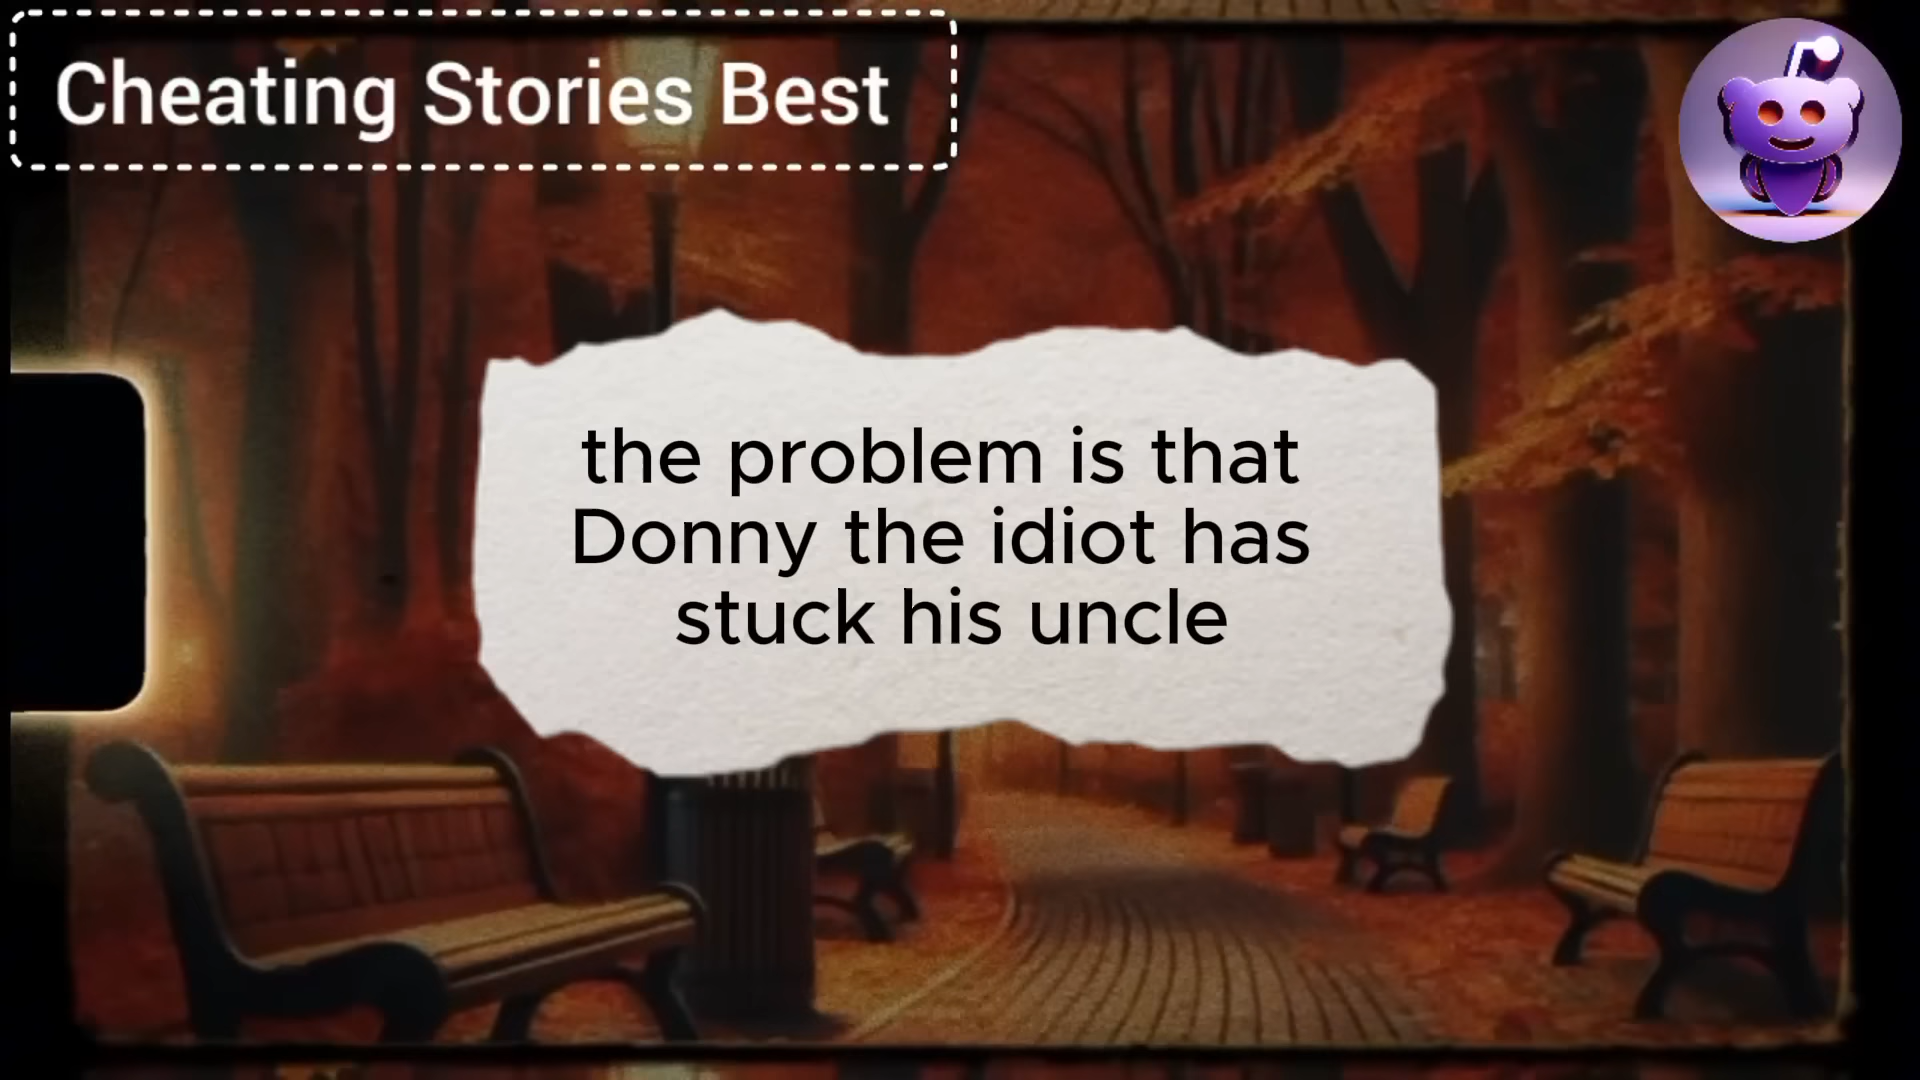 Cheating Stories Best
the problem is that
Donny the idiot has
stuck his uncle